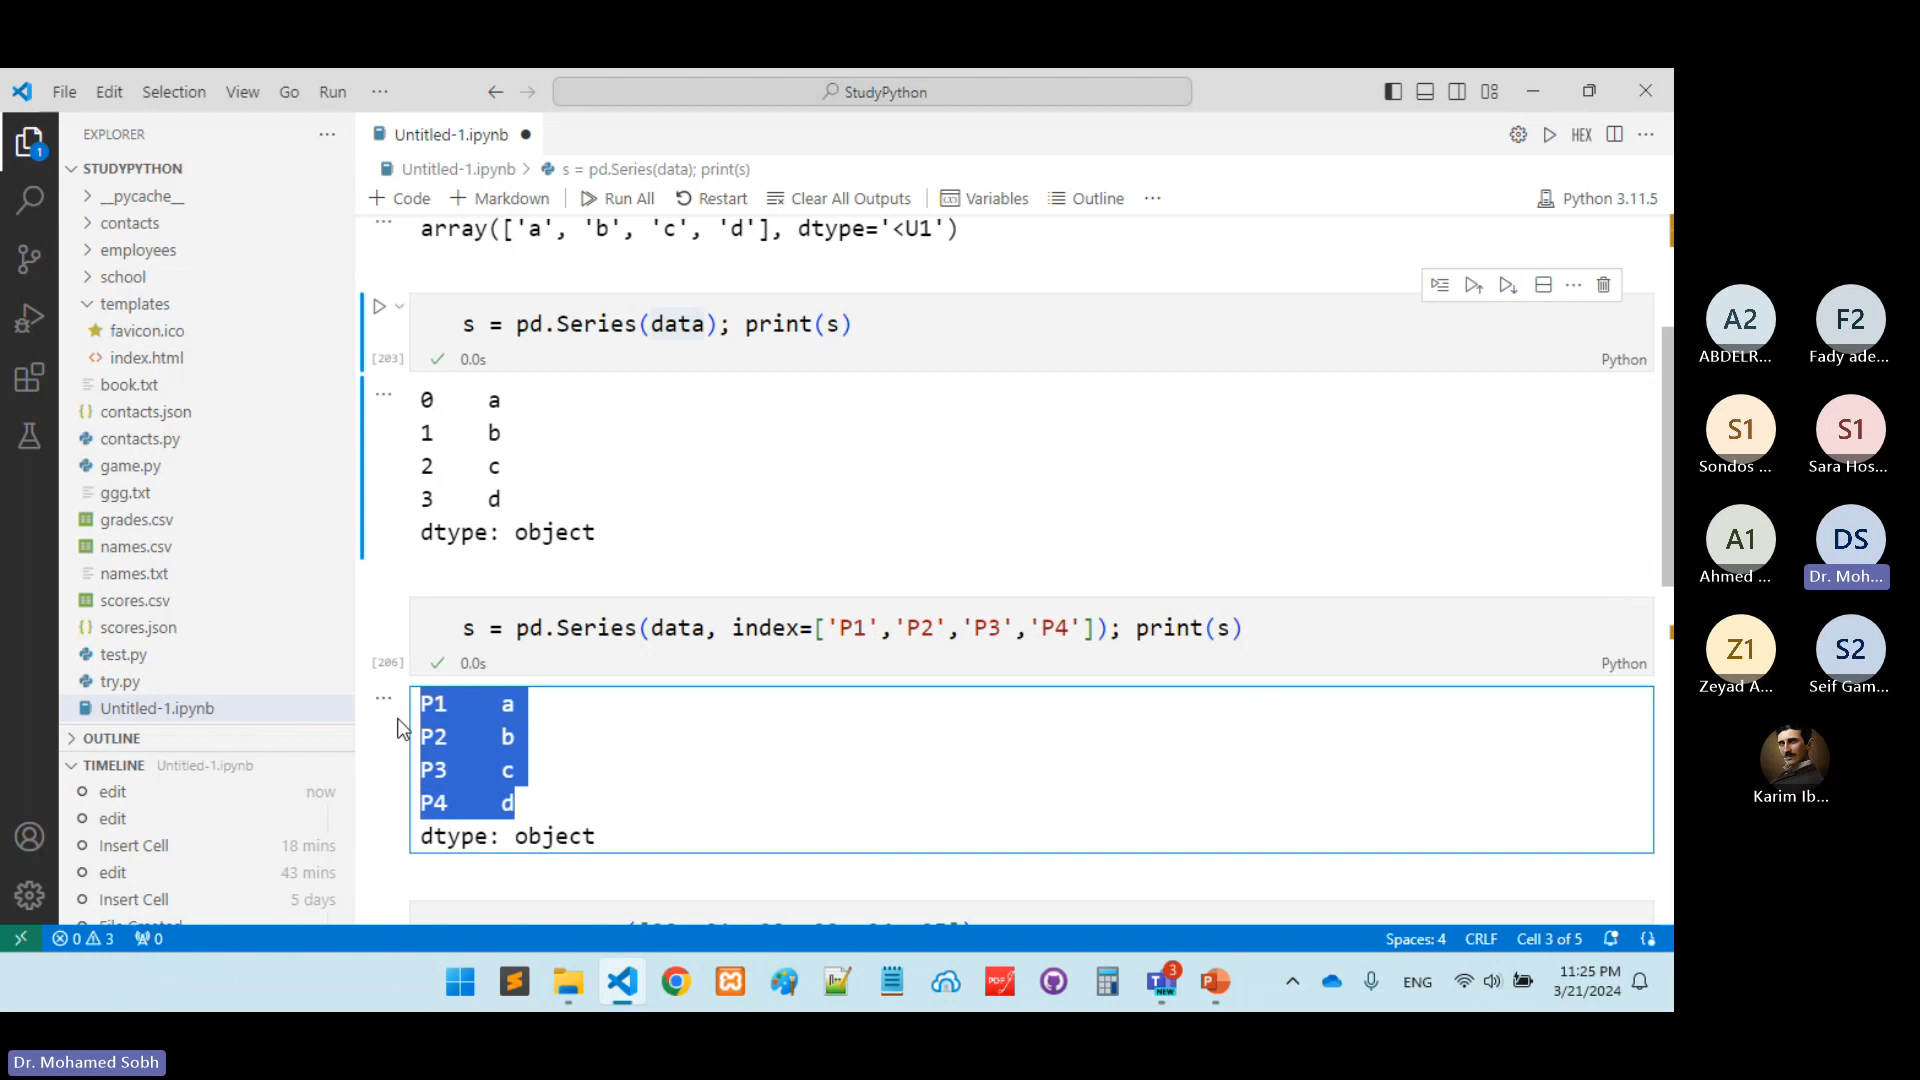 File Edit Selection View Go Run ···
StudyPython
EXPLORER ···
Untitled-1.ipynb
HEX
STUDYPYTHON
Untitled-1.ipynb > s = pd.Series(data); print(s)
Code Markdown Run All Restart Clear All Outputs Variables Outline ···
Python 3.11.5
__pycache__
contacts
employees
school
templates
favicon.ico
index.html
book.txt
contacts.json
contacts.py
game.py
ggg.txt
grades.csv
names.csv
names.txt
scores.csv
scores.json
test.py
try.py
Untitled-1.ipynb
OUTLINE
TIMELINE Untitled-1.ipynb
edit now
edit
Insert Cell 18 mins
edit 43 mins
Insert Cell 5 days
array(['a', 'b', 'c', 'd'], dtype='<U1')
s = pd.Series(data); print(s)
[203] 0.0s Python
0 a
1 b
2 c
3 d
dtype: object
s = pd.Series(data, index=['P1','P2','P3','P4']); print(s)
[206] 0.0s Python
P1 a
P2 b
P3 c
P4 d
dtype: object
0 3 0
Spaces: 4 CRLF Cell 3 of 5
3
NEW
ENG
11:25 PM
3/21/2024
A2 F2
ABDELR... Fady ade...
S1 S1
Sondos ... Sara Hos...
A1 DS
Ahmed ... Dr. Moh...
Z1 S2
Zeyad A... Seif Gam...
Karim Ib...
Dr. Mohamed Sobh